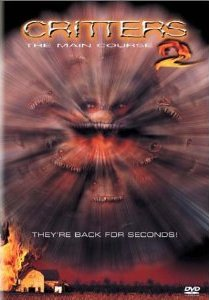 CRITTERS
THE MAIN COURSE 2
THEY'RE BACK FOR SECONDS!
DVD